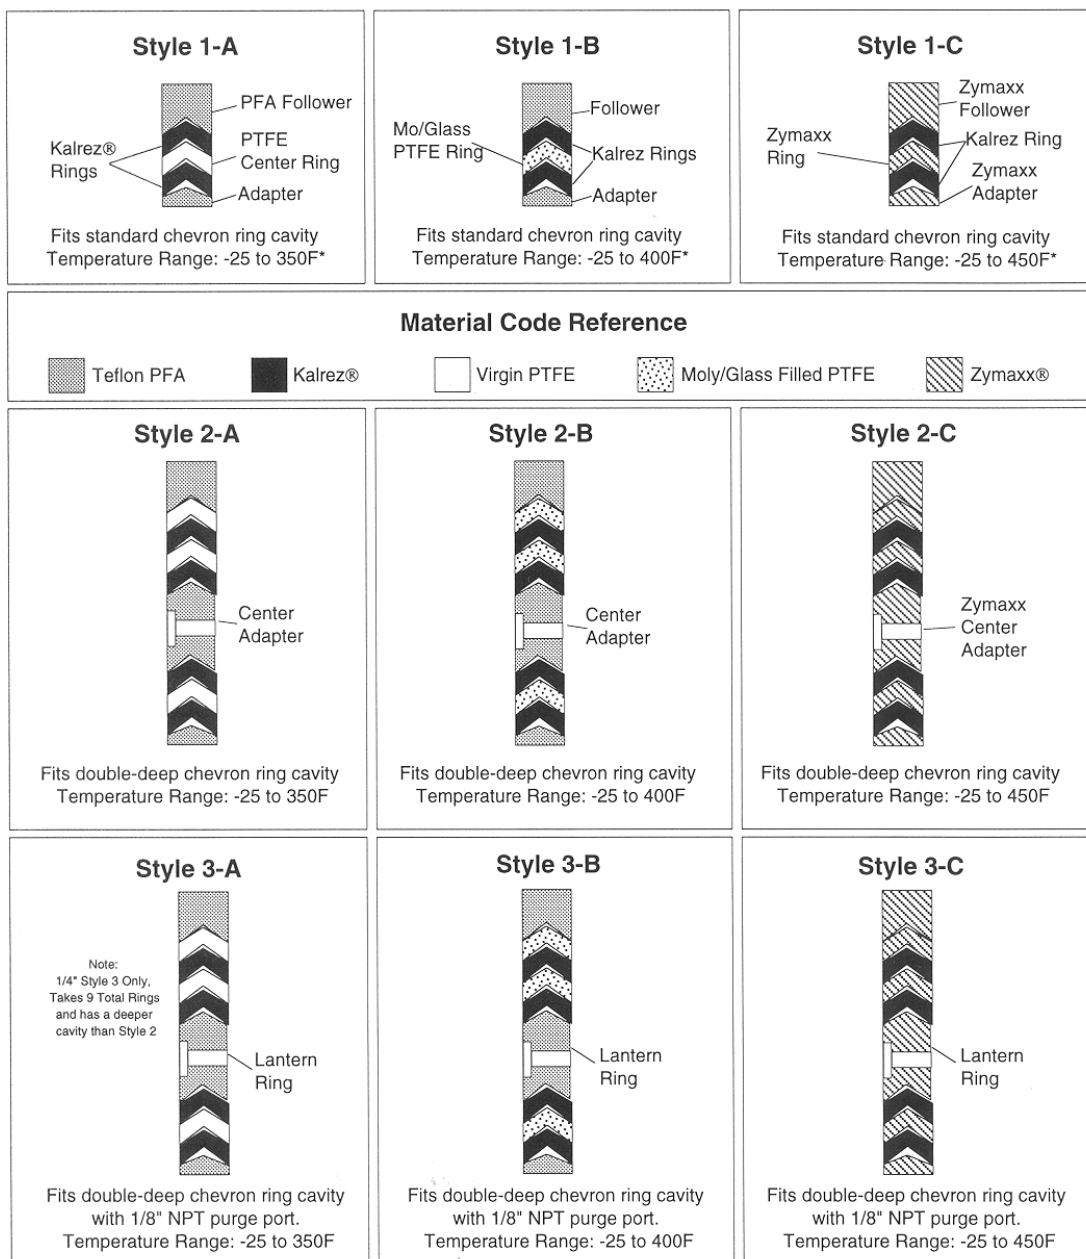 Style 1-A
PFA Follower
PTFE
Center Ring
Kalrez®
Rings
Adapter
Fits standard chevron ring cavity
Temperature Range: -25 to 350F*
Style 1-B
Follower
Mo/Glass
PTFE Ring
Kalrez Rings
Adapter
Fits standard chevron ring cavity
Temperature Range: -25 to 400F*
Style 1-C
Zymaxx
Follower
Zymaxx
Ring
Kalrez Ring
Zymaxx
Adapter
Fits standard chevron ring cavity
Temperature Range: -25 to 450F*
Material Code Reference
Teflon PFA
Kalrez®
Virgin PTFE
Moly/Glass Filled PTFE
Zymaxx®
Style 2-A
Center
Adapter
Fits double-deep chevron ring cavity
Temperature Range: -25 to 350F
Style 2-B
Center
Adapter
Fits double-deep chevron ring cavity
Temperature Range: -25 to 400F
Style 2-C
Zymaxx
Center
Adapter
Fits double-deep chevron ring cavity
Temperature Range: -25 to 450F
Style 3-A
Note:
1/4" Style 3 Only,
Takes 9 Total Rings
and has a deeper
cavity than Style 2
Lantern
Ring
Fits double-deep chevron ring cavity
with 1/8" NPT purge port.
Temperature Range: -25 to 350F
Style 3-B
Lantern
Ring
Fits double-deep chevron ring cavity
with 1/8" NPT purge port.
Temperature Range: -25 to 400F
Style 3-C
Lantern
Ring
Fits double-deep chevron ring cavity
with 1/8" NPT purge port.
Temperature Range: -25 to 450F